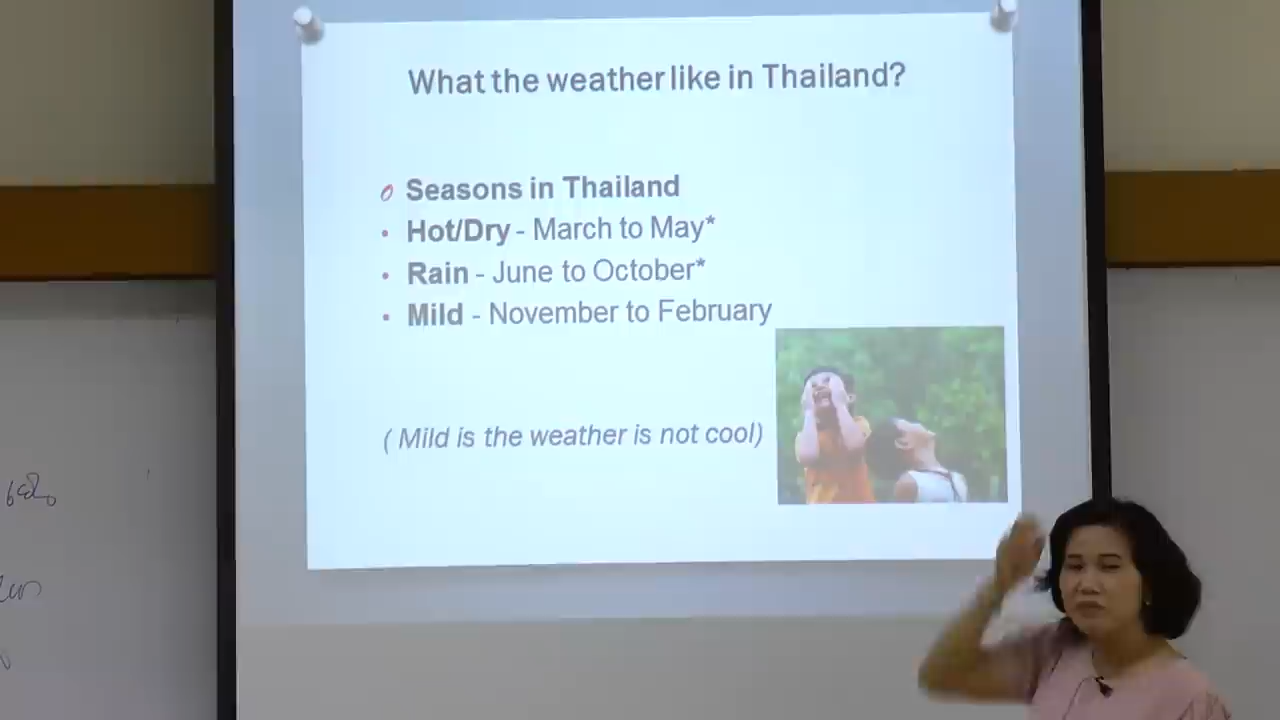 What the weather like in Thailand?
Seasons in Thailand
• Hot/Dry - March to May*
• Rain - June to October*
• Mild - November to February
( Mild is the weather is not cool)